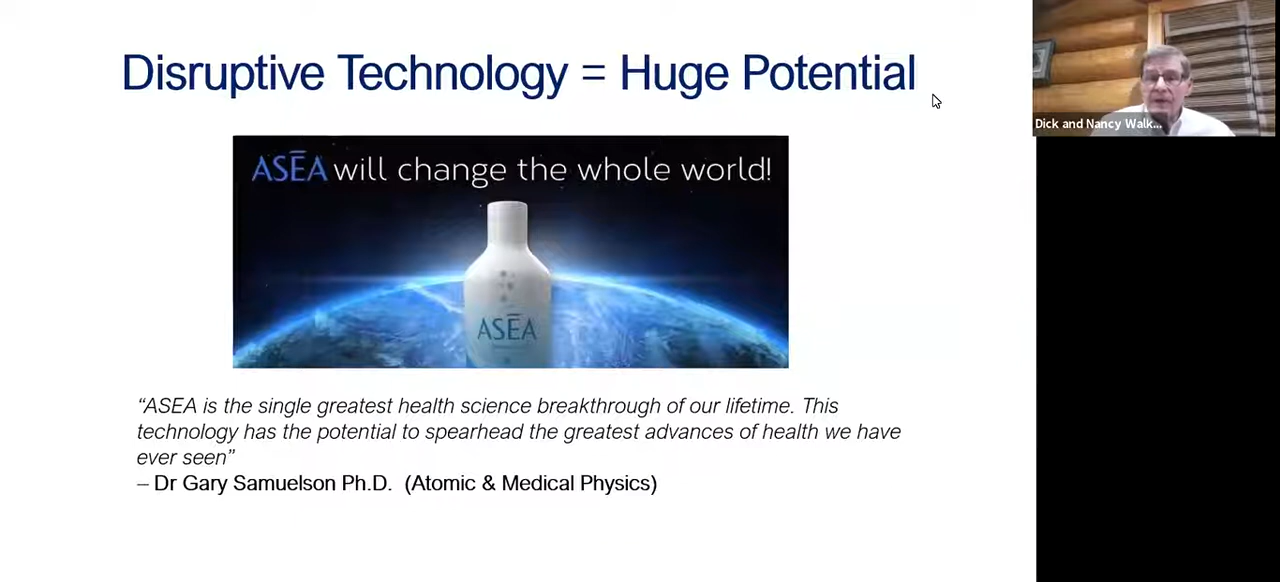 Disruptive Technology = Huge Potential
ASĒA will change the whole world!
ASĒA
“ASEA is the single greatest health science breakthrough of our lifetime. This
technology has the potential to spearhead the greatest advances of health we have
ever seen”
– Dr Gary Samuelson Ph.D. (Atomic & Medical Physics)
Dick and Nancy Walk...